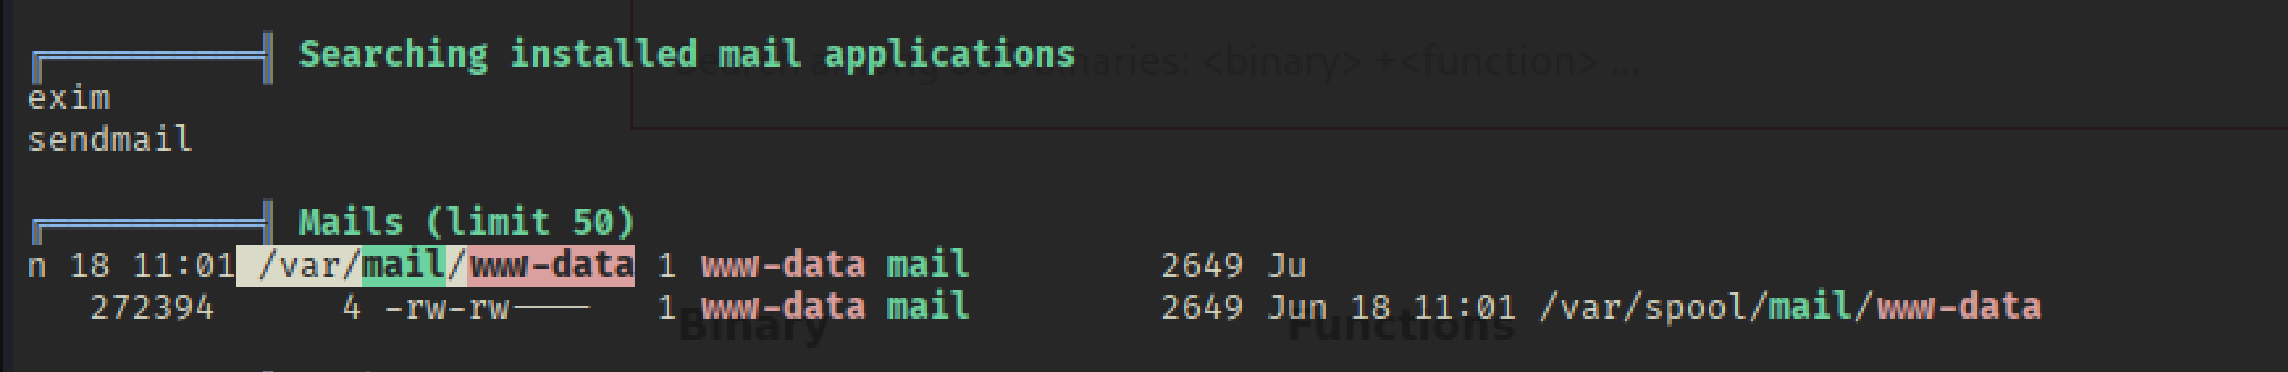 Searching installed mail applications
Search among 390 binaries: <binary> +<function> ...
exim
sendmail
Mails (limit 50)
n 18 11:01 /var/mail/www-data 1 www-data mail 2649 Ju
272394 4 -rw-rw---- 1 www-data mail 2649 Jun 18 11:01 /var/spool/mail/www-data
Binary Functions